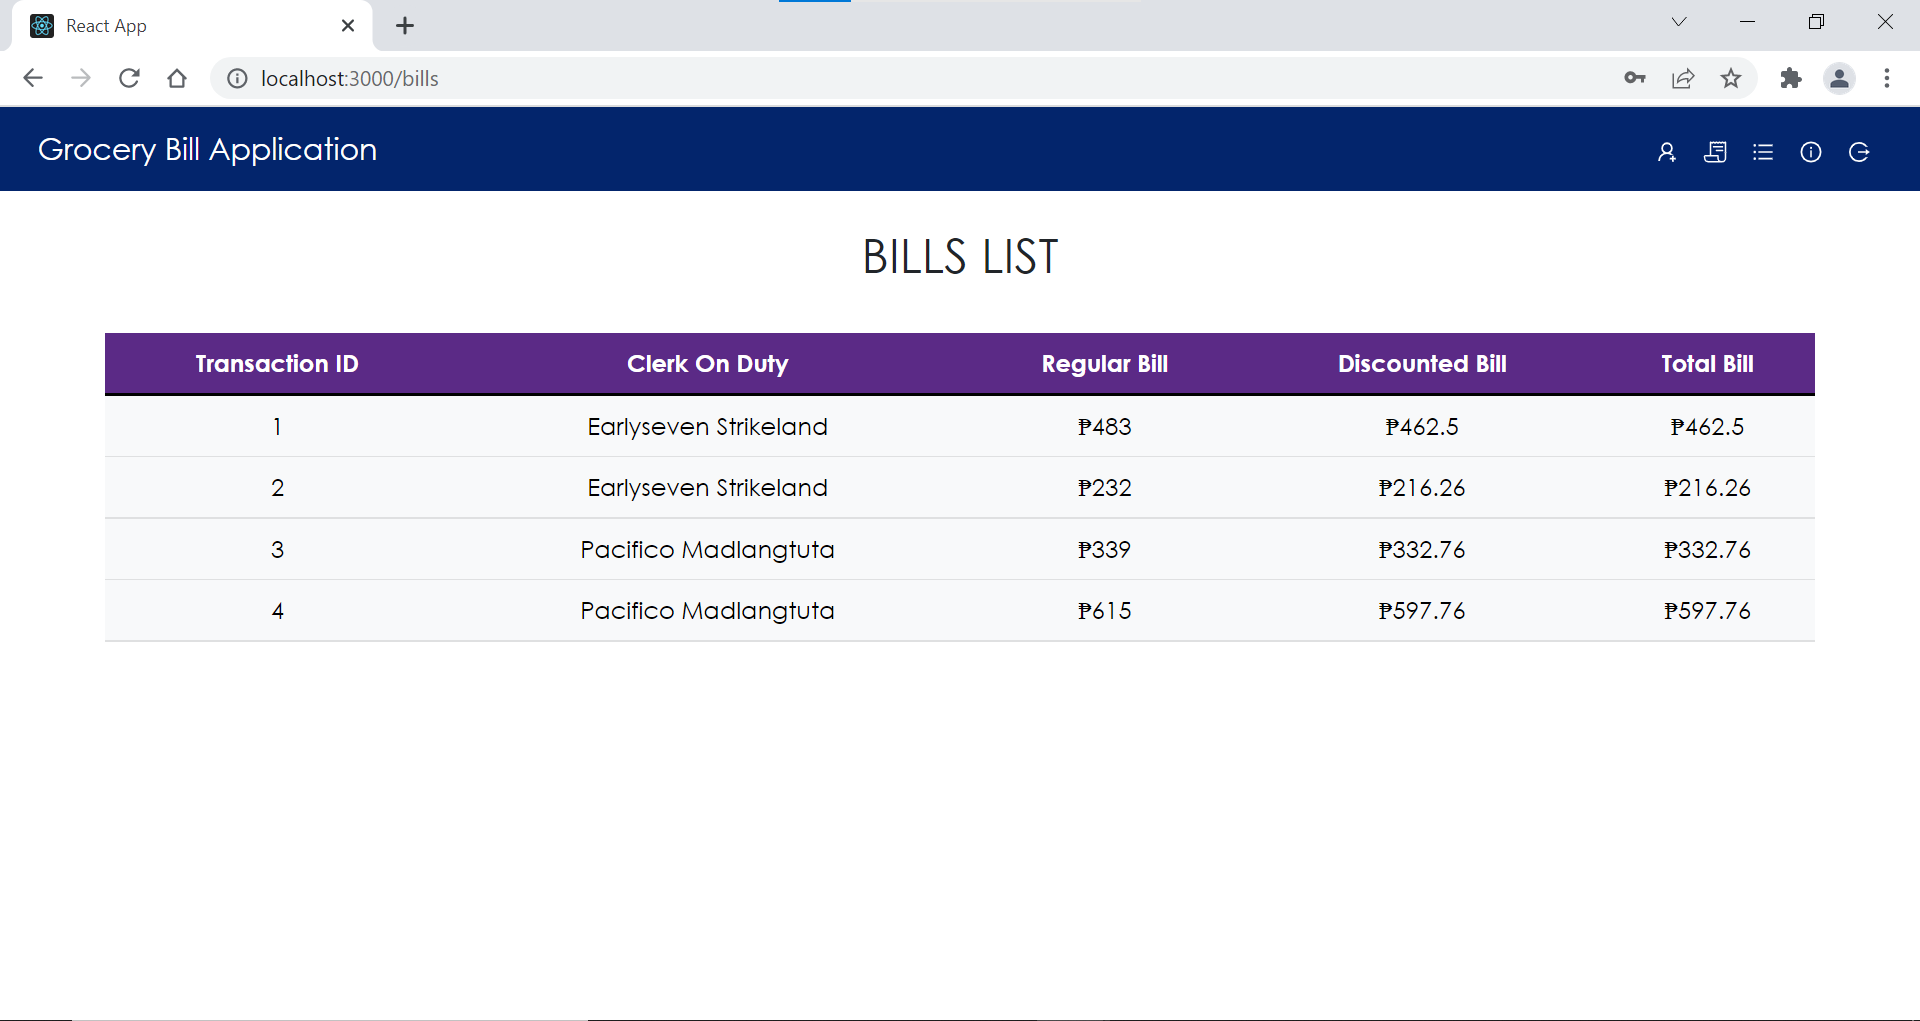 React App
localhost:3000/bills
Grocery Bill Application
BILLS LIST
Transaction ID Clerk On Duty Regular Bill Discounted Bill Total Bill
1 Earlyseven Strikeland ₱483 ₱462.5 ₱462.5
2 Earlyseven Strikeland ₱232 ₱216.26 ₱216.26
3 Pacifico Madlangtuta ₱339 ₱332.76 ₱332.76
4 Pacifico Madlangtuta ₱615 ₱597.76 ₱597.76